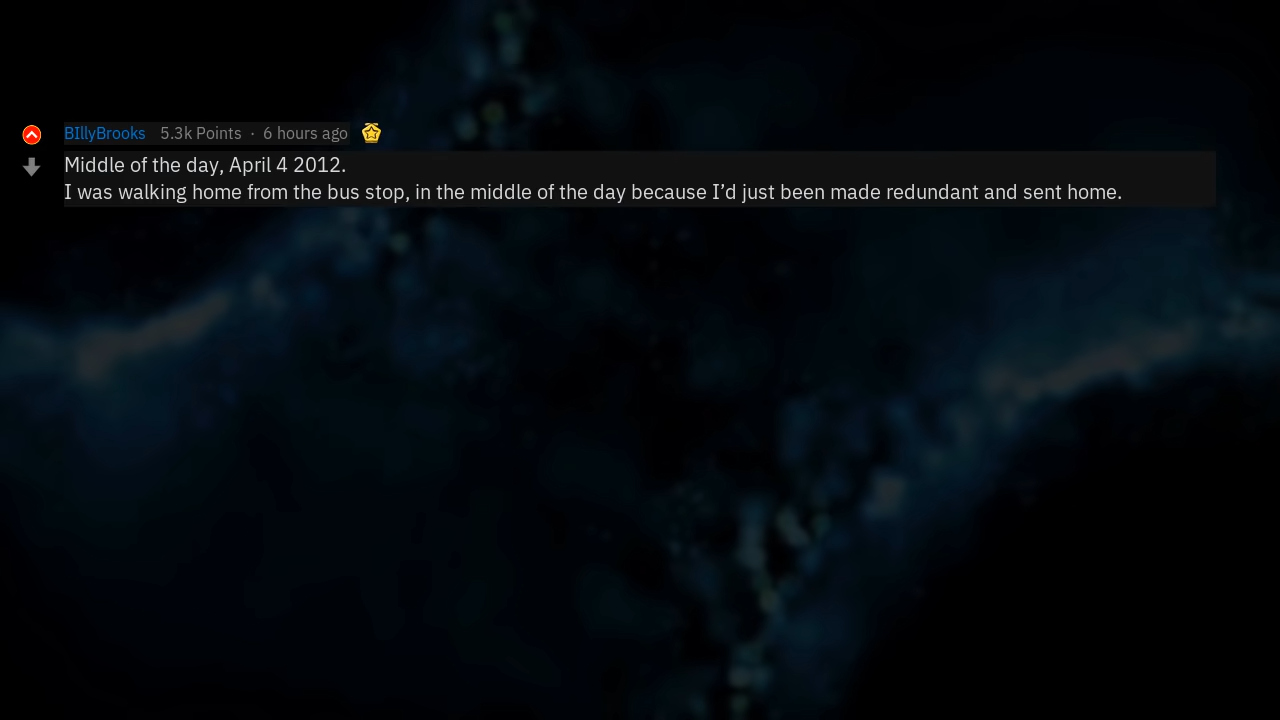 BIllyBrooks 5.3k Points · 6 hours ago
Middle of the day, April 4 2012.
I was walking home from the bus stop, in the middle of the day because I’d just been made redundant and sent home.